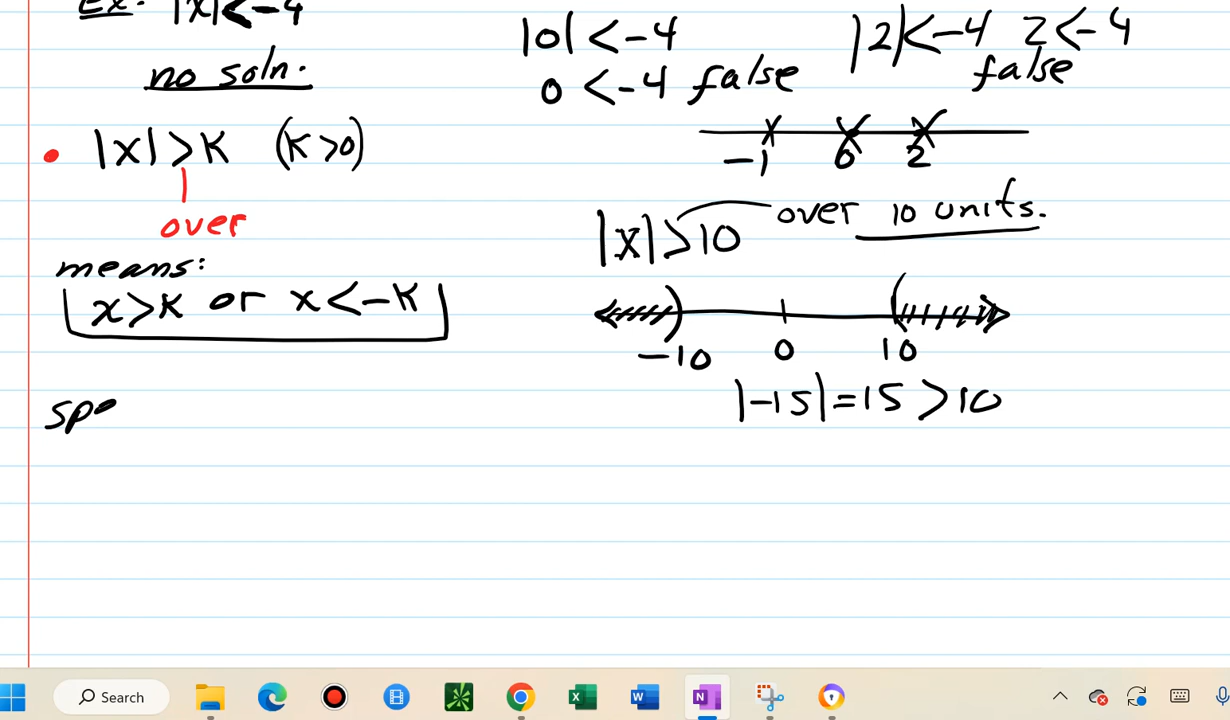 Ex: |x| < -4
no soln.
|0| < -4
0 < -4 false
|2| < -4 2 < -4
false
-1 0 2
• |x| > K (K > 0)
over
means:
x > K or x < -K
|x| > 10 over 10 units.
-10 0 10
|-15| = 15 > 10
spe
Search